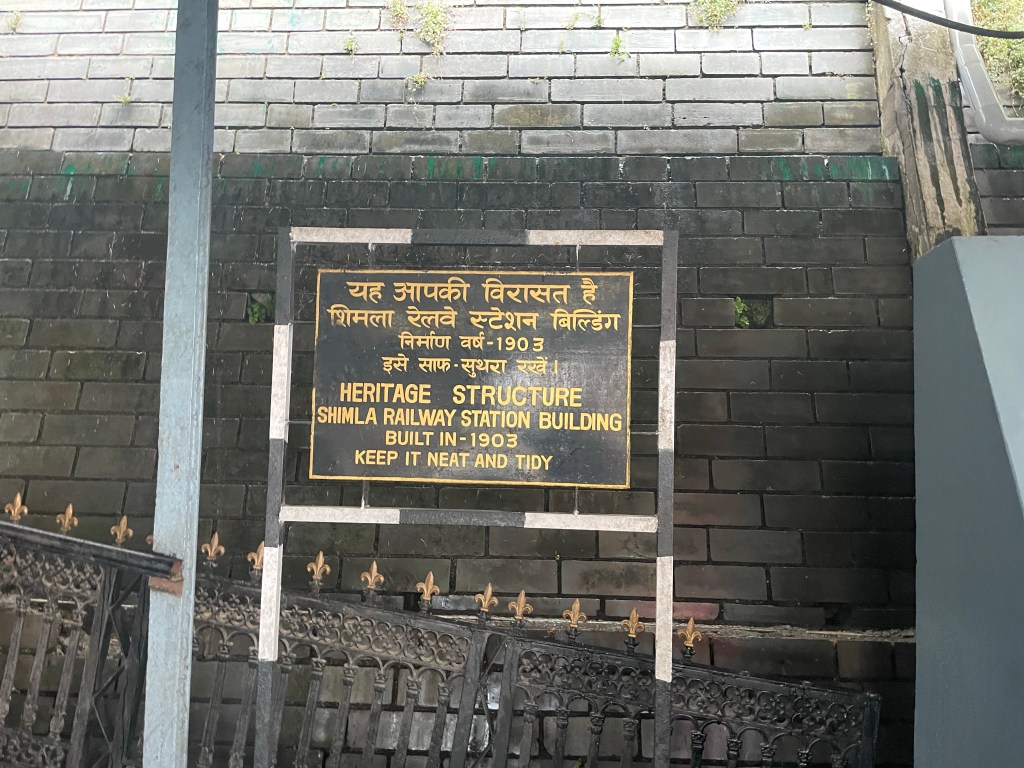 यह आपकी विरासत है
शिमला रेलवे स्टेशन बिल्डिंग
निर्माण वर्ष-1903
इसे साफ-सुथरा रखें।
HERITAGE STRUCTURE
SHIMLA RAILWAY STATION BUILDING
BUILT IN-1903
KEEP IT NEAT AND TIDY